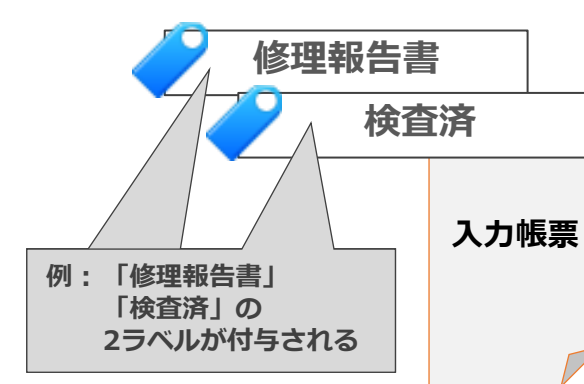 修理報告書
検査済
入力帳票
例：「修理報告書」
「検査済」の
2ラベルが付与される